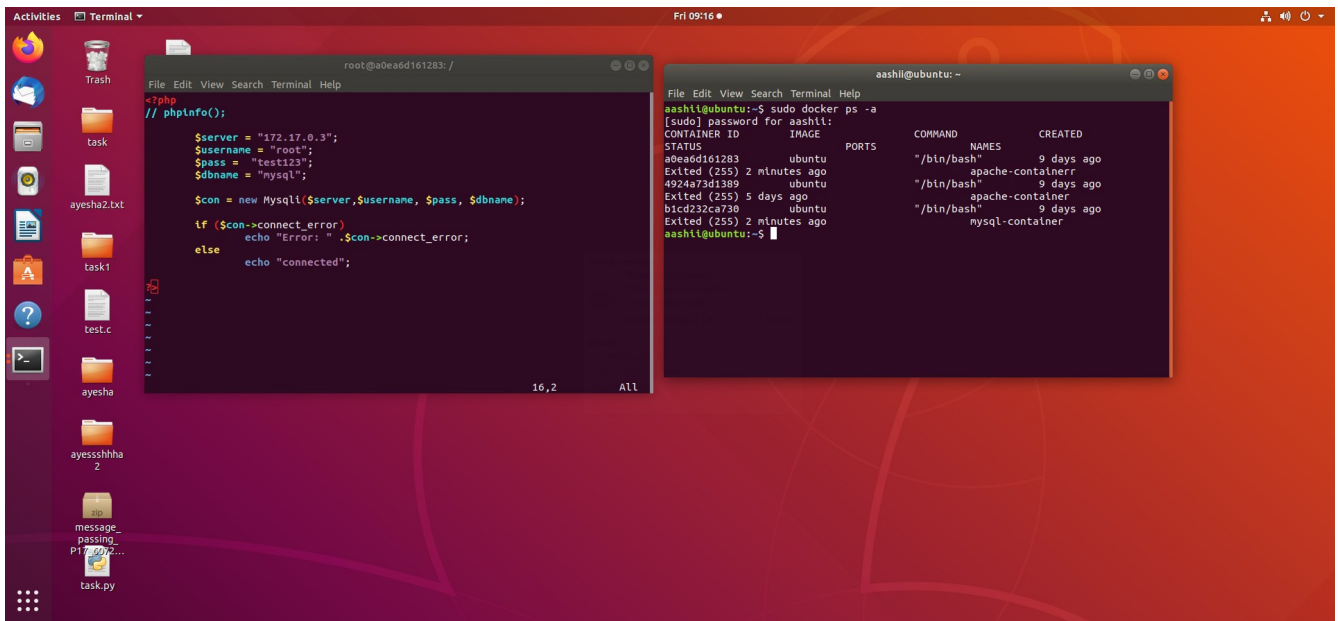 Activities Terminal Fri 09:16
Trash
task
ayesha2.txt
task1
test.c
ayesha
ayessshhha
2
zip
message_
passing_
task.py
root@a0ea6d161283: /
File Edit View Search Terminal Help
<?php
// phpinfo();
$server = "172.17.0.3";
$username = "root";
$pass =  "test123";
$dbname = "mysql";
$con = new Mysqli($server,$username, $pass, $dbname);
if ($con->connect_error)
echo "Error: " .$con->connect_error;
else
echo "connected";
?>
~
~
~
~
~
~
16,2 All
aashii@ubuntu: ~
File Edit View Search Terminal Help
aashii@ubuntu:~$ sudo docker ps -a
[sudo] password for aashii:
CONTAINER ID IMAGE COMMAND CREATED
STATUS PORTS NAMES
a0ea6d161283 ubuntu "/bin/bash" 9 days ago
Exited (255) 2 minutes ago apache-containerr
4924a73d1389 ubuntu "/bin/bash" 9 days ago
Exited (255) 5 days ago apache-container
b1cd232ca730 ubuntu "/bin/bash" 9 days ago
Exited (255) 2 minutes ago mysql-container
aashii@ubuntu:~$